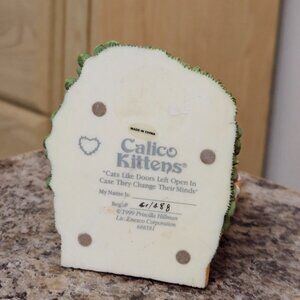 MADE IN CHINA
Calico
Kittens®
"Cats Like Doors Left Open In
Case They Change Their Minds"
My Name Is:
Reg/#
©1999 Priscilla Hillman
Lic. Enesco Corporation